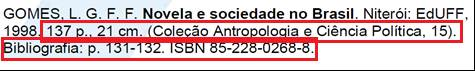 GOMES, L. G. F. F. Novela e sociedade no Brasil. Niterói: EdUFF,
1998. 137 p., 21 cm. (Coleção Antropologia e Ciência Política, 15).
Bibliografia: p. 131-132. ISBN 85-228-0268-8.